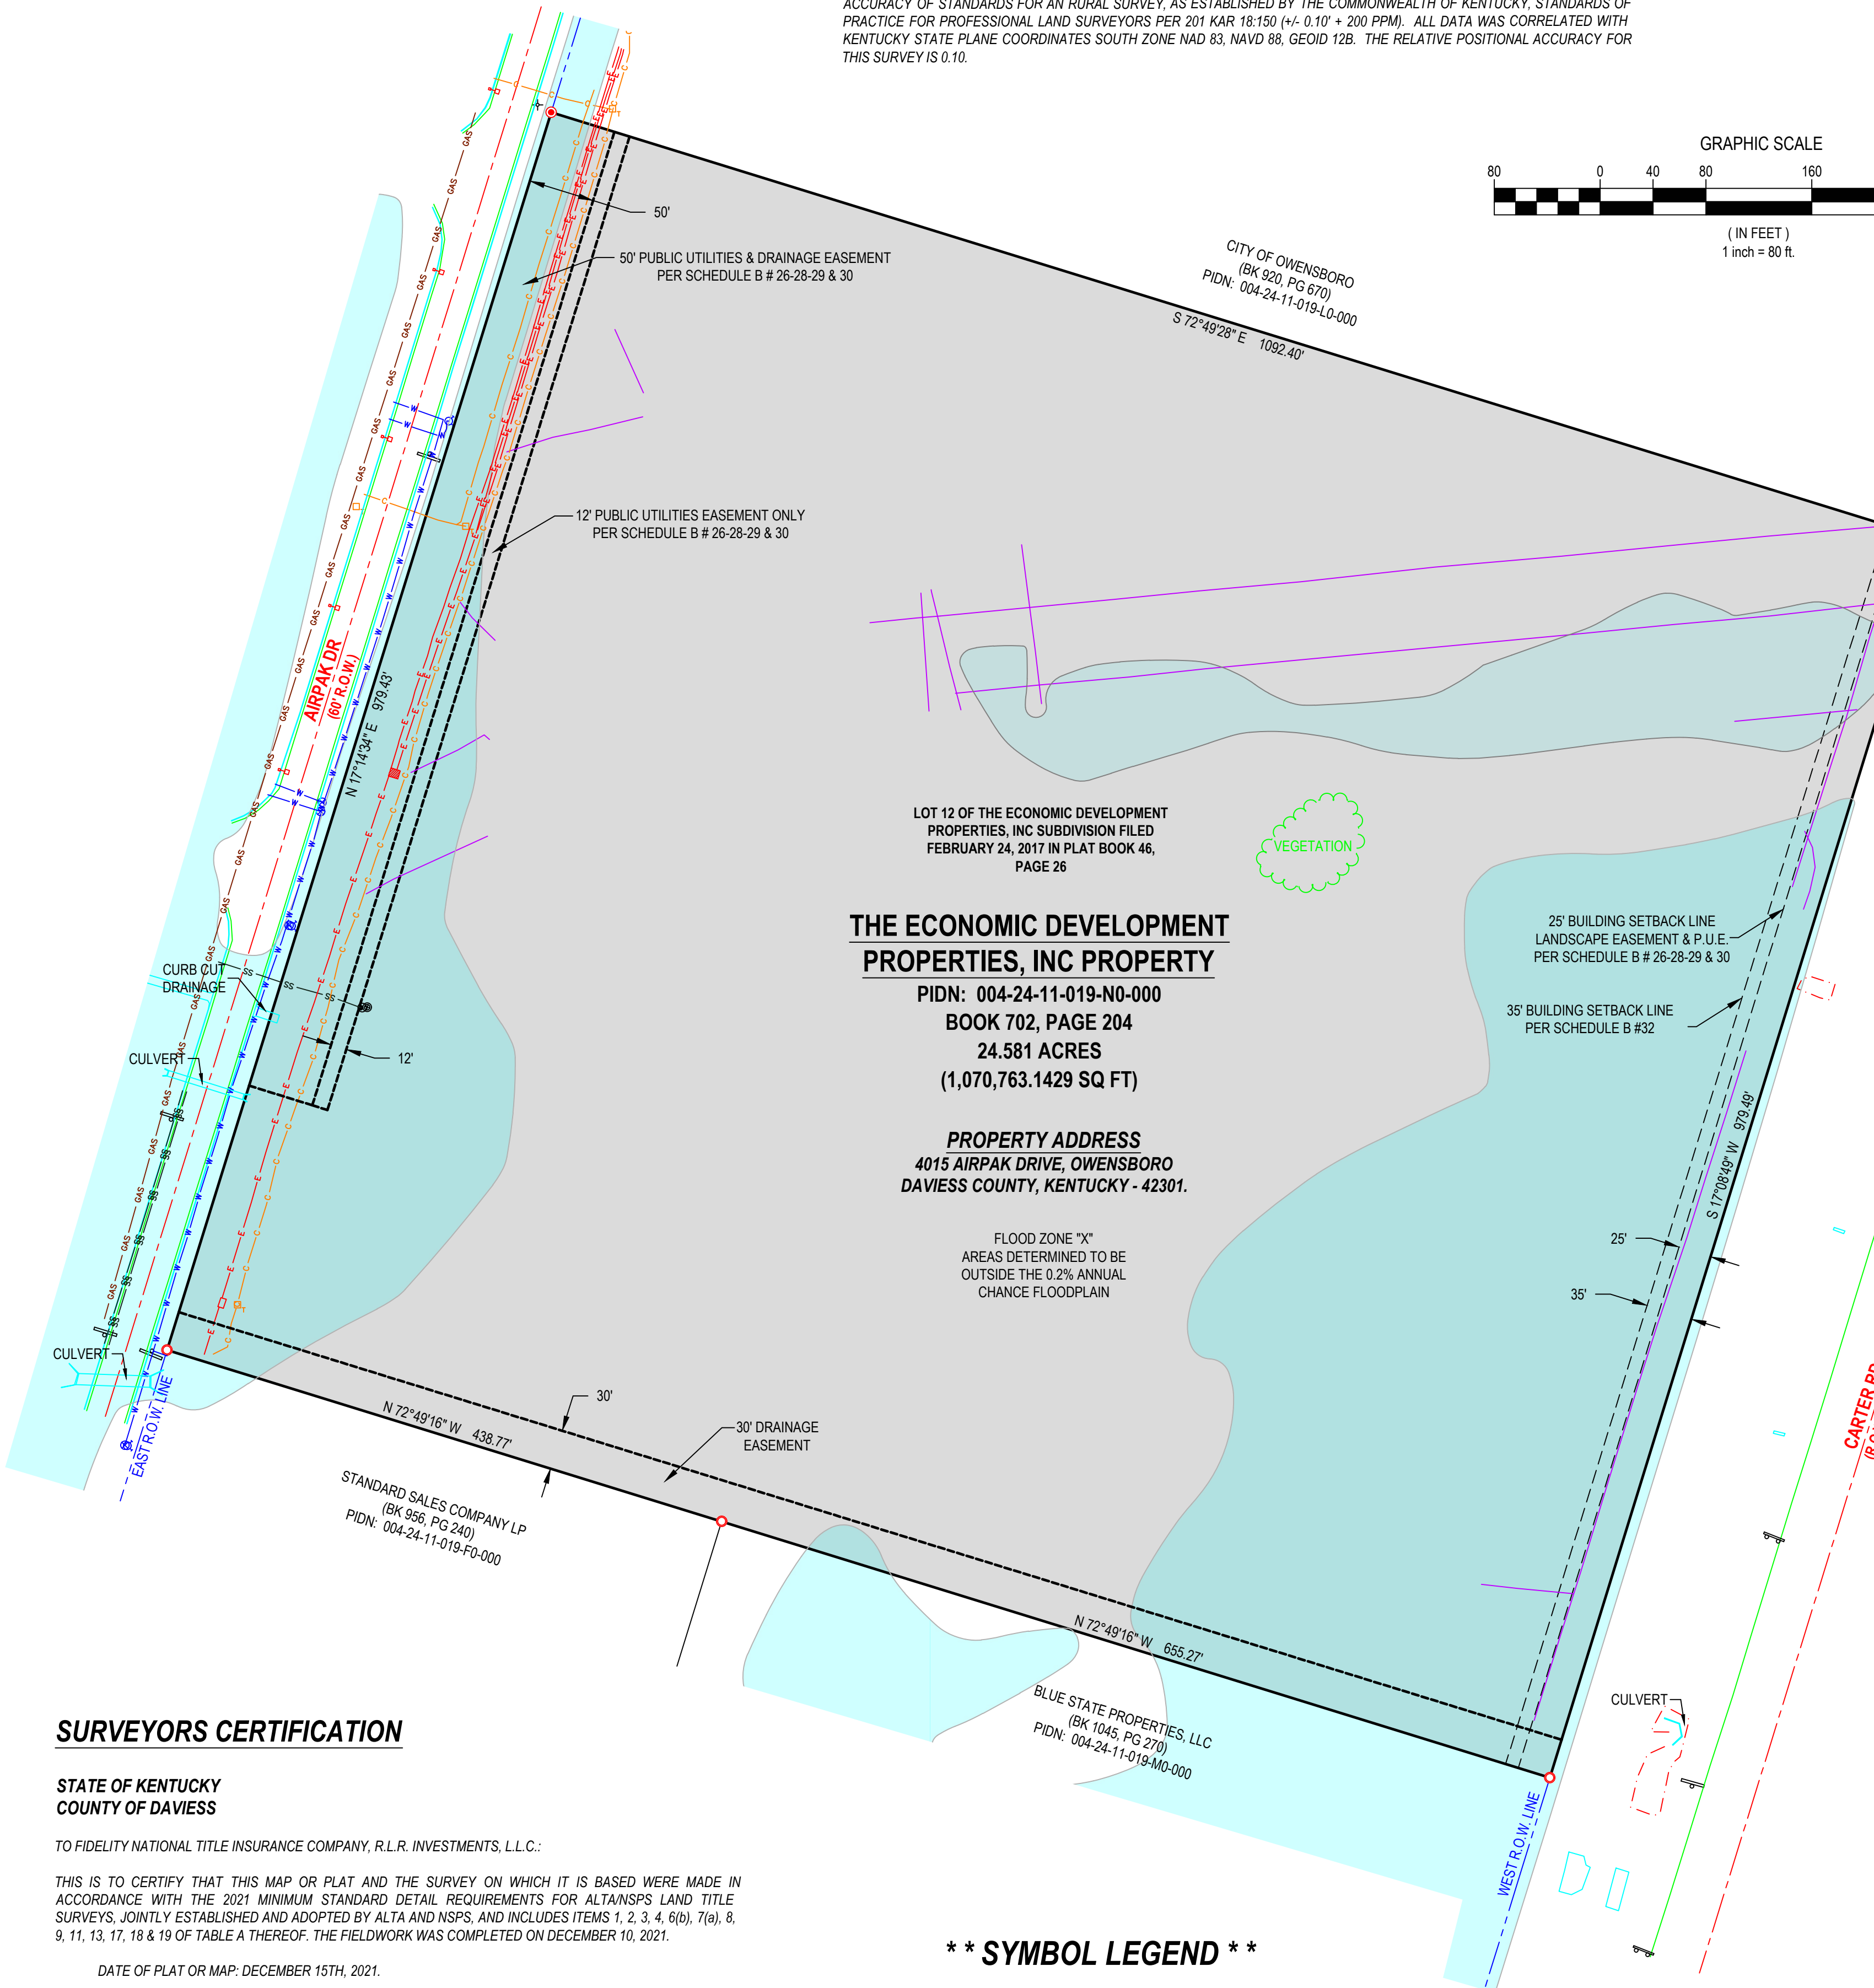 ACCURACY OF STANDARDS FOR AN RURAL SURVEY, AS ESTABLISHED BY THE COMMONWEALTH OF KENTUCKY, STANDARDS OF
PRACTICE FOR PROFESSIONAL LAND SURVEYORS PER 201 KAR 18:150 (+/- 0.10' + 200 PPM). ALL DATA WAS CORRELATED WITH
KENTUCKY STATE PLANE COORDINATES SOUTH ZONE NAD 83, NAVD 88, GEOID 12B. THE RELATIVE POSITIONAL ACCURACY FOR
THIS SURVEY IS 0.10.
GRAPHIC SCALE
80 0 40 80 160
( IN FEET )
1 inch = 80 ft.
50'
50' PUBLIC UTILITIES & DRAINAGE EASEMENT
PER SCHEDULE B # 26-28-29 & 30
CITY OF OWENSBORO
(BK 920, PG 670)
PIDN: 004-24-11-019-L0-000
S 72°49'28" E 1092.40'
12' PUBLIC UTILITIES EASEMENT ONLY
PER SCHEDULE B # 26-28-29 & 30
AIRPAK DR
(60' R.O.W.)
N 17°14'34" E 979.43'
LOT 12 OF THE ECONOMIC DEVELOPMENT
PROPERTIES, INC SUBDIVISION FILED
FEBRUARY 24, 2017 IN PLAT BOOK 46,
PAGE 26
VEGETATION
THE ECONOMIC DEVELOPMENT
PROPERTIES, INC PROPERTY
PIDN: 004-24-11-019-N0-000
BOOK 702, PAGE 204
24.581 ACRES
(1,070,763.1429 SQ FT)
25' BUILDING SETBACK LINE
LANDSCAPE EASEMENT & P.U.E.
PER SCHEDULE B # 26-28-29 & 30
35' BUILDING SETBACK LINE
PER SCHEDULE B #32
CURB CUT
DRAINAGE
CULVERT
12'
PROPERTY ADDRESS
4015 AIRPAK DRIVE, OWENSBORO
DAVIESS COUNTY, KENTUCKY - 42301.
S 17°08'49" W 979.49'
FLOOD ZONE "X"
AREAS DETERMINED TO BE
OUTSIDE THE 0.2% ANNUAL
CHANCE FLOODPLAIN
25'
35'
CULVERT
EAST R.O.W. LINE
N 72°49'16" W 438.77'
30'
30' DRAINAGE
EASEMENT
CARTER RD
STANDARD SALES COMPANY LP
(BK 956, PG 240)
PIDN: 004-24-11-019-F0-000
N 72°49'16" W 655.27'
BLUE STATE PROPERTIES, LLC
(BK 1045, PG 270)
PIDN: 004-24-11-019-M0-000
CULVERT
WEST R.O.W. LINE
SURVEYORS CERTIFICATION
STATE OF KENTUCKY
COUNTY OF DAVIESS
TO FIDELITY NATIONAL TITLE INSURANCE COMPANY, R.L.R. INVESTMENTS, L.L.C.:
THIS IS TO CERTIFY THAT THIS MAP OR PLAT AND THE SURVEY ON WHICH IT IS BASED WERE MADE IN
ACCORDANCE WITH THE 2021 MINIMUM STANDARD DETAIL REQUIREMENTS FOR ALTA/NSPS LAND TITLE
SURVEYS, JOINTLY ESTABLISHED AND ADOPTED BY ALTA AND NSPS, AND INCLUDES ITEMS 1, 2, 3, 4, 6(b), 7(a), 8,
9, 11, 13, 17, 18 & 19 OF TABLE A THEREOF. THE FIELDWORK WAS COMPLETED ON DECEMBER 10, 2021.
DATE OF PLAT OR MAP: DECEMBER 15TH, 2021.
* * SYMBOL LEGEND * *